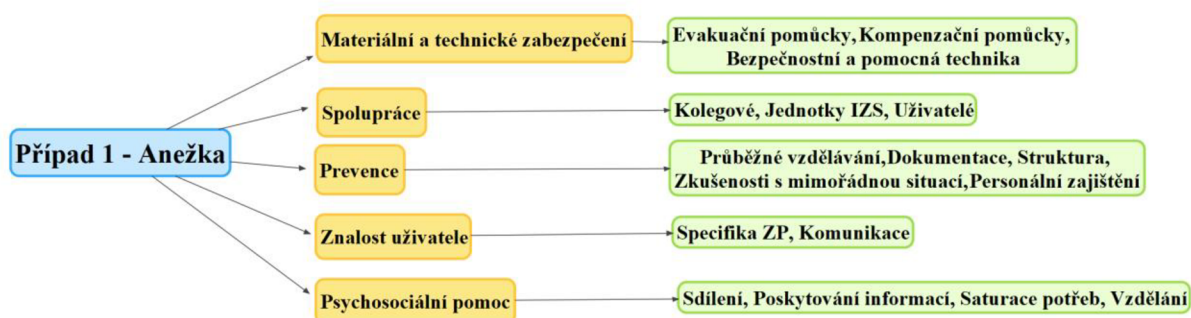 Případ 1 - Anežka
Materiální a technické zabezpečení
Evakuační pomůcky, Kompenzační pomůcky,
Bezpečnostní a pomocná technika
Spolupráce
Kolegové, Jednotky IZS, Uživatelé
Prevence
Průběžné vzdělávání,Dokumentace, Struktura,
Zkušenosti s mimořádnou situací,Personální zajištění
Znalost uživatele
Specifika ZP, Komunikace
Psychosociální pomoc
Sdílení, Poskytování informací, Saturace potřeb, Vzdělání